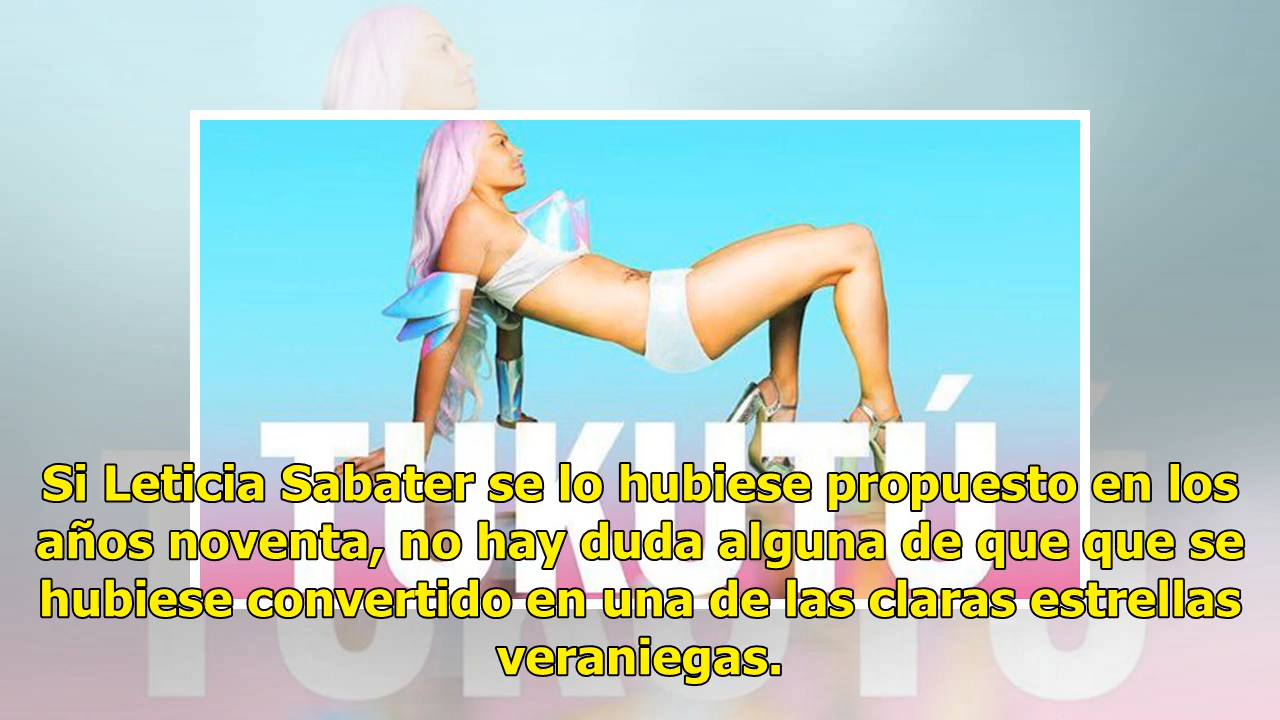 TUKUTÚ
Si Leticia Sabater se lo hubiese propuesto en los
años noventa, no hay duda alguna de que que se
hubiese convertido en una de las claras estrellas
veraniegas.